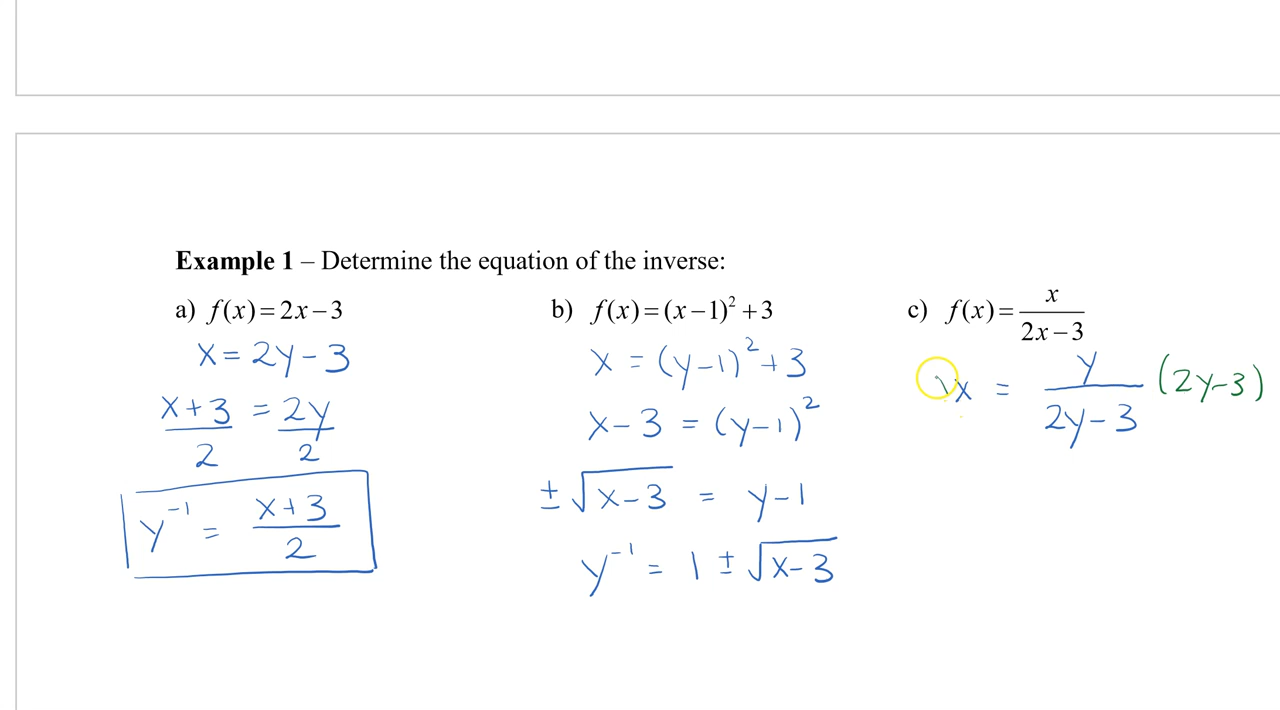 Example 1 – Determine the equation of the inverse:
a) f(x)=2x−3
x = 2y − 3
x+3 = 2y
2 2
y⁻¹ = x+3
2
b) f(x)=(x−1)²+3
x = (y−1)²+3
x−3 = (y−1)²
±√x−3 = y−1
y⁻¹ = 1 ± √x−3
c) f(x)= x
2x−3
x = y (2y−3)
2y−3